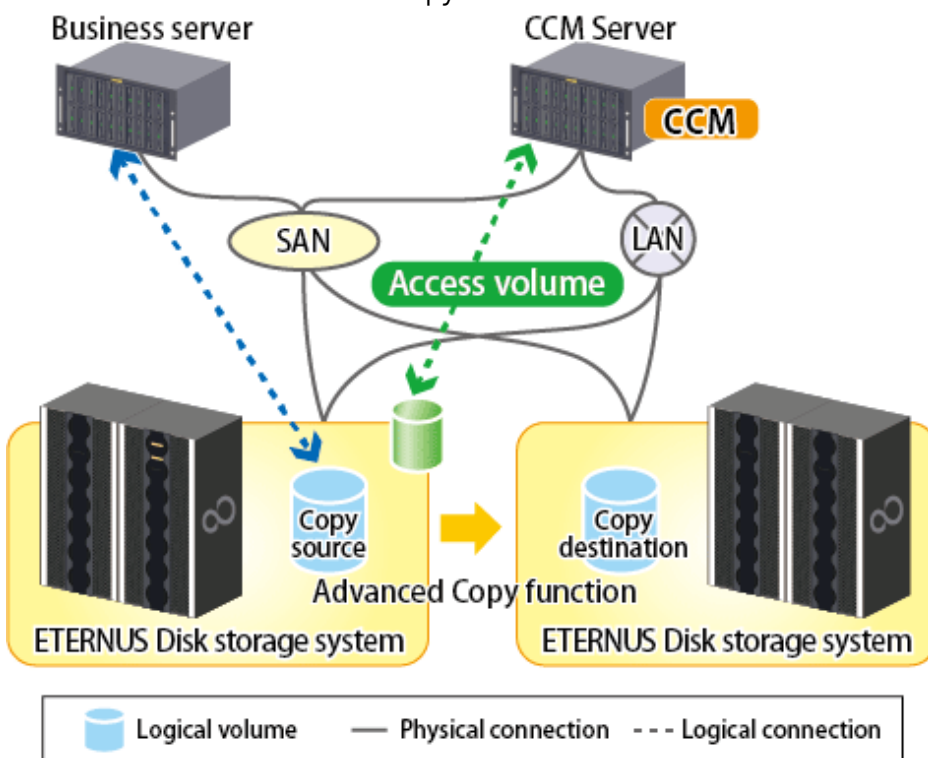 py
Business server
CCM Server
CCM
SAN
LAN
Access volume
Copy
source
Copy
destination
Advanced Copy function
ETERNUS Disk storage system
ETERNUS Disk storage system
Logical volume
Physical connection
Logical connection